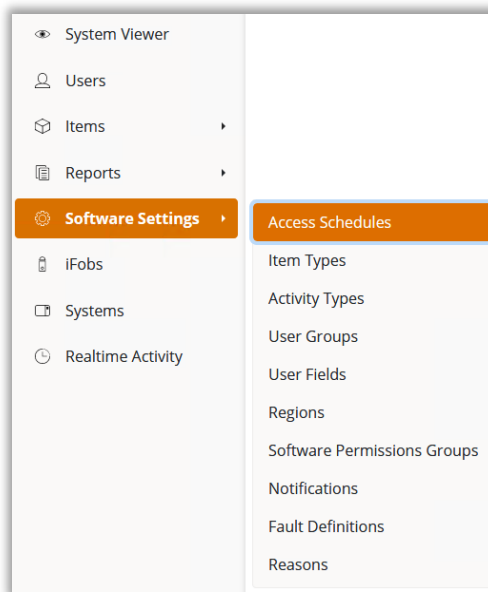 System Viewer
Users
Items
Reports
Software Settings
iFobs
Systems
Realtime Activity
Access Schedules
Item Types
Activity Types
User Groups
User Fields
Regions
Software Permissions Groups
Notifications
Fault Definitions
Reasons